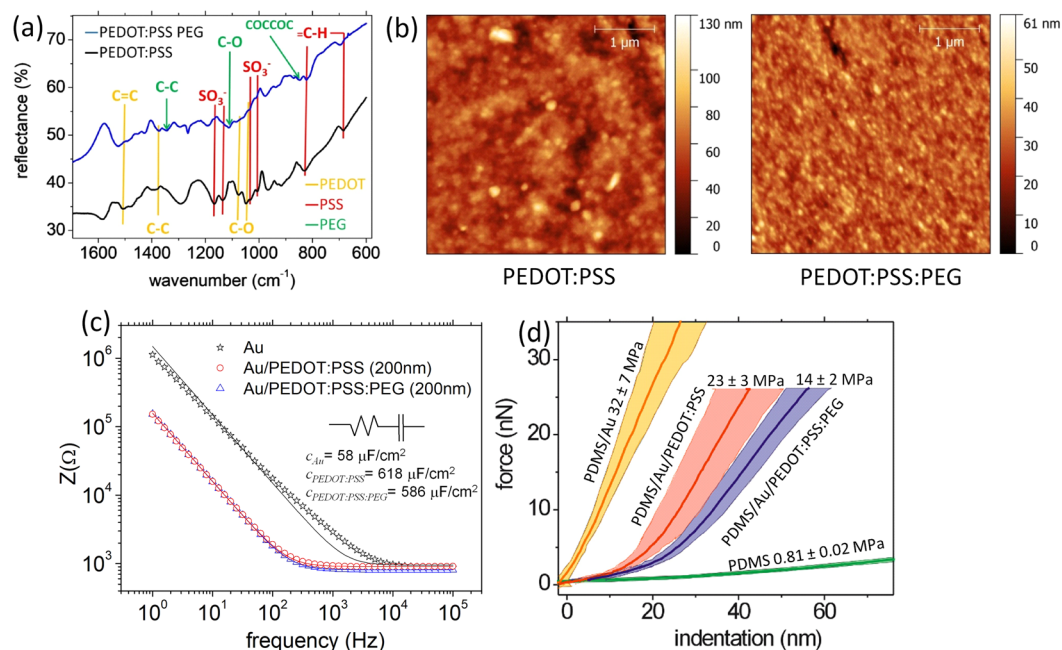 (a)
PEDOT:PSS PEG
PEDOT:PSS
COCCOC
=C-H
C-O
SO3-
C=C
C-C
SO3-
PEDOT
PSS
PEG
C-C
C-O
70
60
50
40
30
reflectance (%)
1600 1400 1200 1000 800 600
wavenumber (cm-1)
(b)
1 µm
130 nm
100
80
60
40
20
0
PEDOT:PSS
1 µm
61 nm
50
40
30
20
10
0
PEDOT:PSS:PEG
(c)
Au
Au/PEDOT:PSS (200nm)
Au/PEDOT:PSS:PEG (200nm)
cAu= 58 µF/cm2
cPEDOT:PSS= 618 µF/cm2
cPEDOT:PSS:PEG= 586 µF/cm2
10^6
10^5
10^4
10^3
Z(Ω)
10^0 10^1 10^2 10^3 10^4 10^5
frequency (Hz)
(d)
PDMS/Au 32 ± 7 MPa
23 ± 3 MPa
PDMS/Au/PEDOT:PSS
14 ± 2 MPa
PDMS/Au/PEDOT:PSS:PEG
PDMS 0.81 ± 0.02 MPa
30
20
10
0
force (nN)
0 20 40 60
indentation (nm)